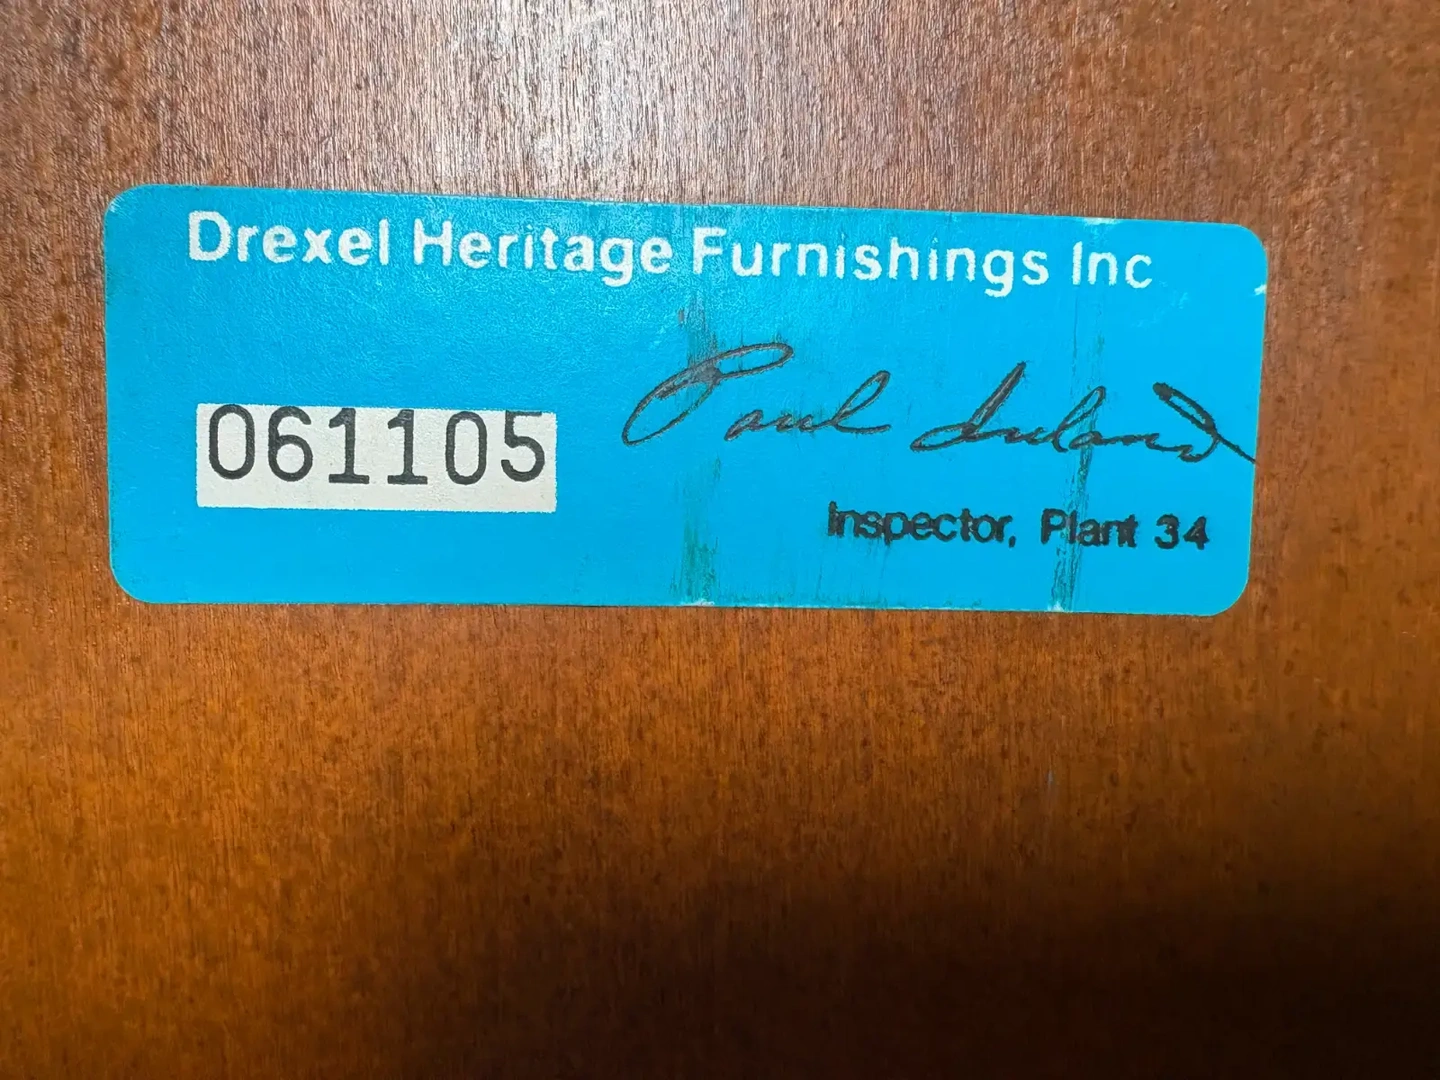 Drexel Heritage Furnishings Inc
061105
Paul
Inspector, Plant 34